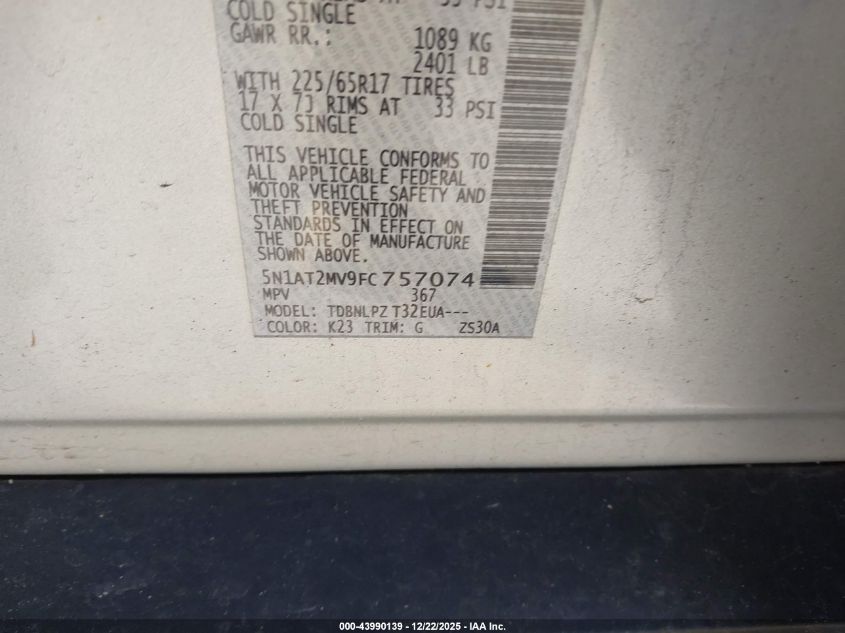 33 PSI
COLD SINGLE
GAWR RR.: 1089 KG
2401 LB
WITH 225/65R17 TIRES
17 X 7J RIMS AT 33 PSI
COLD SINGLE
THIS VEHICLE CONFORMS TO
ALL APPLICABLE FEDERAL
MOTOR VEHICLE SAFETY AND
THEFT PREVENTION
STANDARDS IN EFFECT ON
THE DATE OF MANUFACTURE
SHOWN ABOVE.
5N1AT2MV9FC757074
MPV 367
MODEL: TDBNLPZ T32EUA---
COLOR: K23 TRIM: G ZS30A
000-43990139 - 12/22/2025 - IAA Inc.